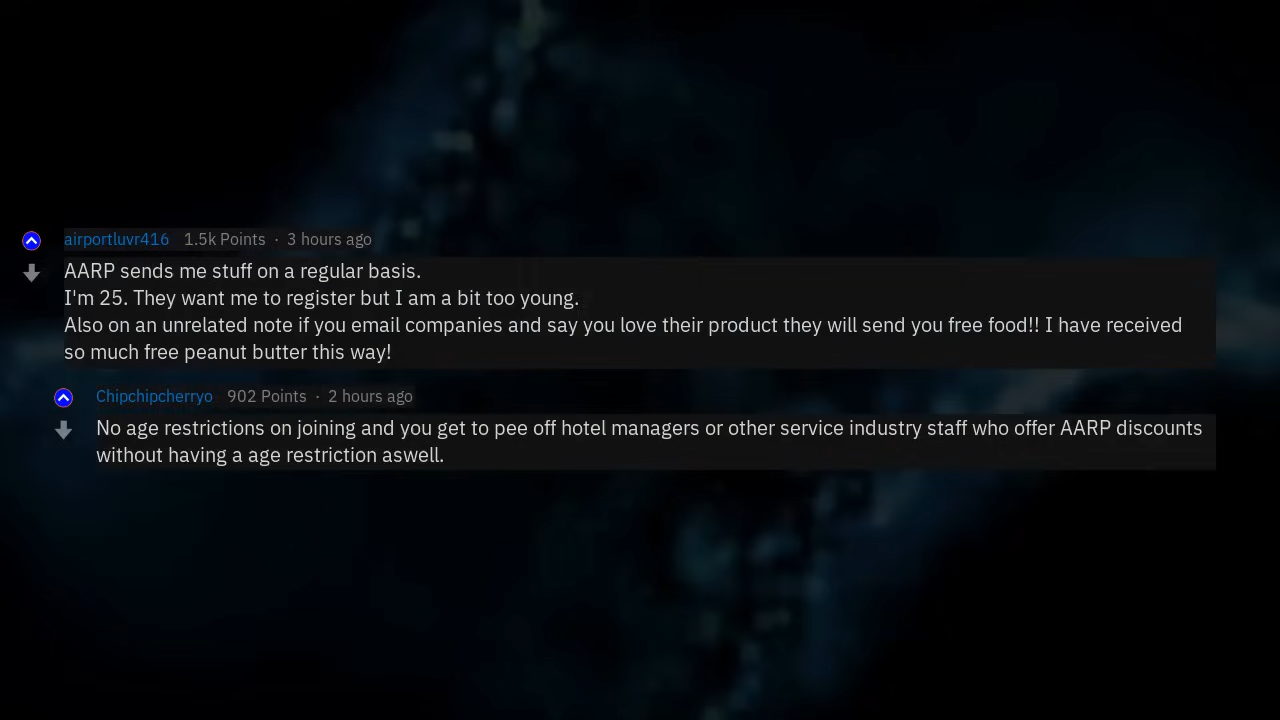 airportluvr416 1.5k Points · 3 hours ago
AARP sends me stuff on a regular basis.
I'm 25. They want me to register but I am a bit too young.
Also on an unrelated note if you email companies and say you love their product they will send you free food!! I have received
so much free peanut butter this way!
Chipchipcherryo 902 Points · 2 hours ago
No age restrictions on joining and you get to pee off hotel managers or other service industry staff who offer AARP discounts
without having a age restriction aswell.